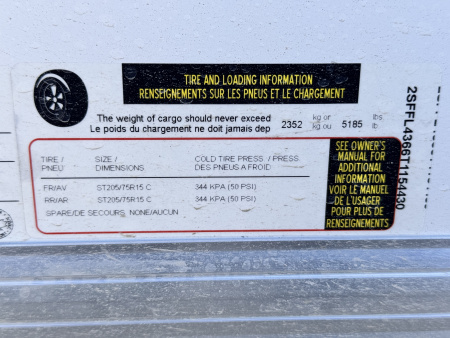 TIRE AND LOADING INFORMATION
RENSEIGNEMENTS SUR LES PNEUS ET LE CHARGEMENT
The weight of cargo should never exceed 2352 kg or 5185 lbs
Le poids du chargement ne doit jamais dep kg ou lb
TIRE / SIZE / COLD TIRE PRESS / PRESS
PNEU DIMENSIONS DES PNEUS A FROID
FR/AV ST205/75R15 C 344 KPA (50 PSI)
RR/AR ST205/75R15 C 344 KPA (50 PSI)
SPARE/DE SECOURS NONE/AUCUN
SEE OWNER'S
MANUAL FOR
ADDITIONAL
INFORMATION
VOIR LE MANUEL
DE L'USAGER
POUR PLUS DE
RENSEIGNEMENTS